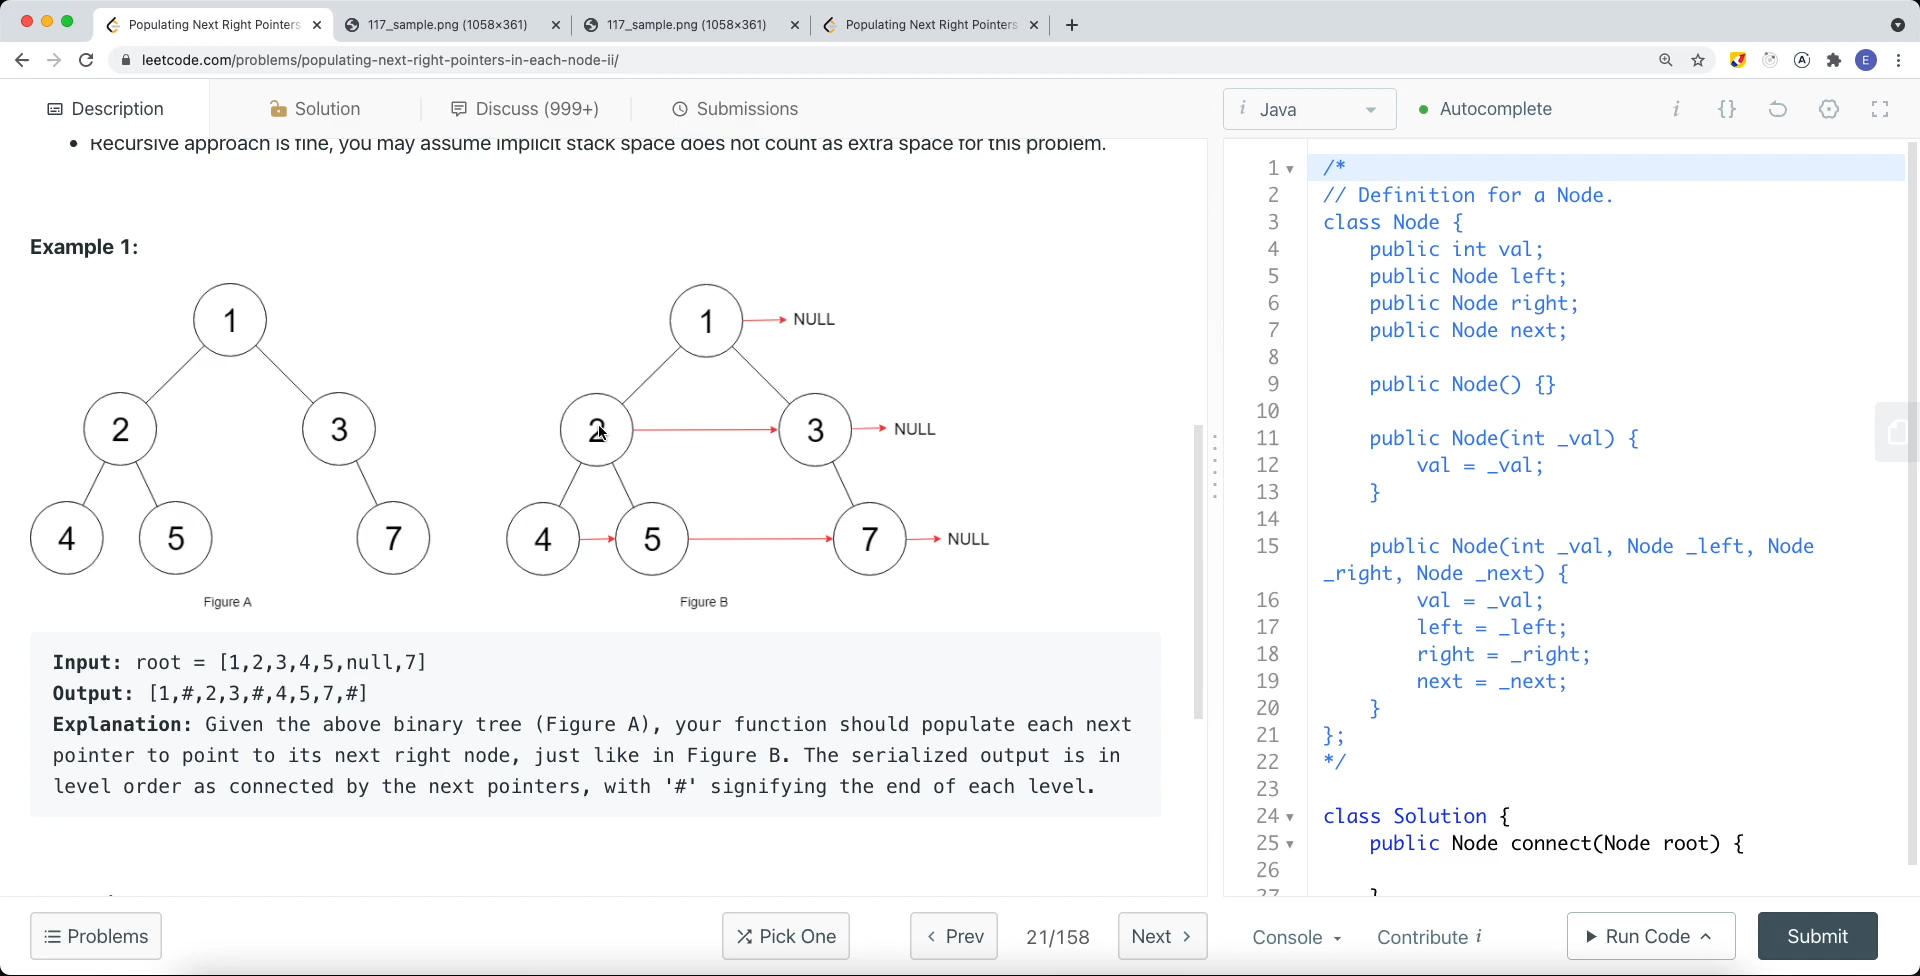 Populating Next Right Pointers
117_sample.png (1058×361)
117_sample.png (1058×361)
Populating Next Right Pointers
leetcode.com/problems/populating-next-right-pointers-in-each-node-ii/
E
Description
Solution
Discuss (999+)
Submissions
i Java
Autocomplete
i
{}
• Recursive approach is fine, you may assume implicit stack space does not count as extra space for this problem.
Example 1:
1
2
3
4
5
7
Figure A
1
NULL
2
3
NULL
4
5
7
NULL
Figure B
Input: root = [1,2,3,4,5,null,7]
Output: [1,#,2,3,#,4,5,7,#]
Explanation: Given the above binary tree (Figure A), your function should populate each next
pointer to point to its next right node, just like in Figure B. The serialized output is in
level order as connected by the next pointers, with '#' signifying the end of each level.
1 /*
2 // Definition for a Node.
3 class Node {
4 public int val;
5 public Node left;
6 public Node right;
7 public Node next;
8
9 public Node() {}
10
11 public Node(int _val) {
12 val = _val;
13 }
14
15 public Node(int _val, Node _left, Node
_right, Node _next) {
16 val = _val;
17 left = _left;
18 right = _right;
19 next = _next;
20 }
21 };
22 */
23
24 class Solution {
25 public Node connect(Node root) {
26
27 }
Problems
Pick One
‹ Prev
21/158
Next ›
Console
Contribute i
Run Code
Submit